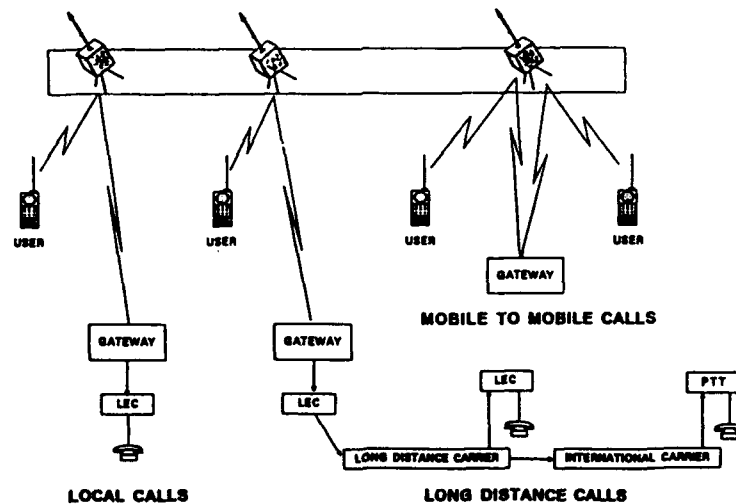 USER
USER
USER
USER
GATEWAY
MOBILE TO MOBILE CALLS
GATEWAY
GATEWAY
LEC
PTT
LEC
LEC
LONG DISTANCE CARRIER
INTERNATIONAL CARRIER
LOCAL CALLS
LONG DISTANCE CALLS